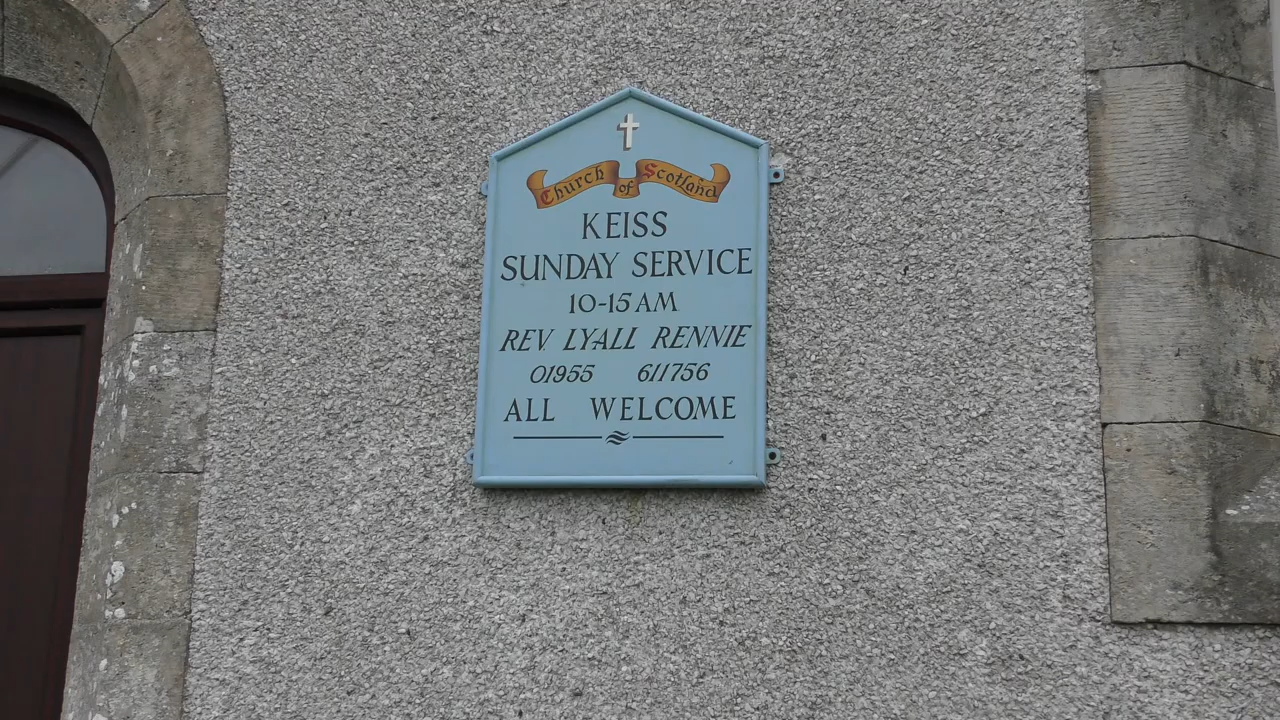 Church of Scotland
KEISS
SUNDAY SERVICE
10-15 AM
REV LYALL RENNIE
01955 611756
ALL WELCOME